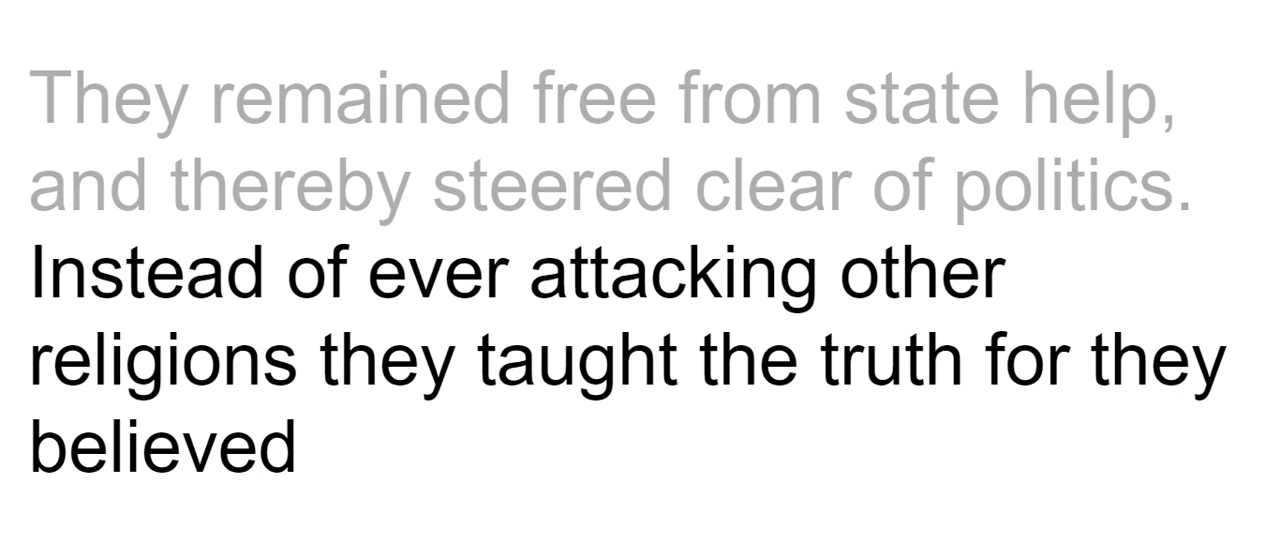 They remained free from state help,
and thereby steered clear of politics.
Instead of ever attacking other
religions they taught the truth for they
believed